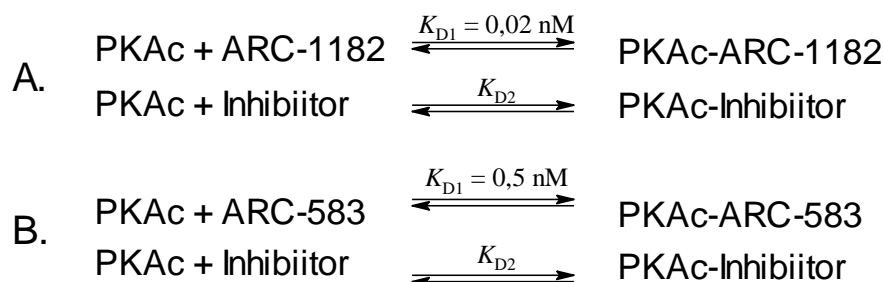 A.
PKAc + ARC-1182 K_D1 = 0,02 nM PKAc-ARC-1182
PKAc + Inhibiitor K_D2 PKAc-Inhibiitor
B.
PKAc + ARC-583 K_D1 = 0,5 nM PKAc-ARC-583
PKAc + Inhibiitor K_D2 PKAc-Inhibiitor